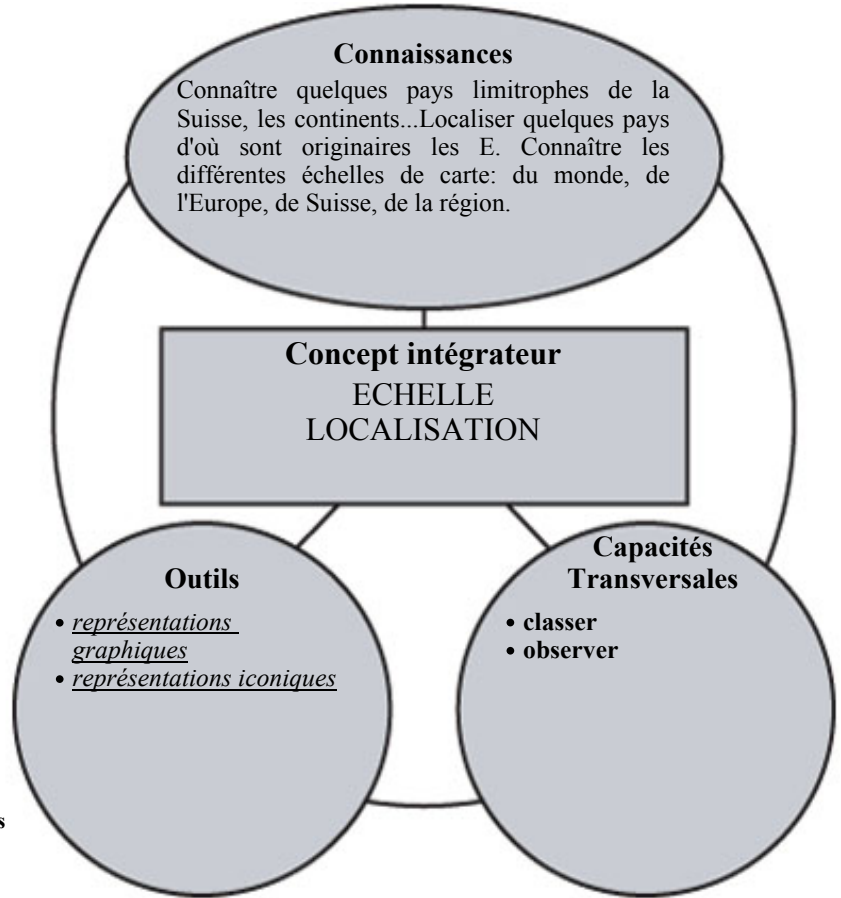 Connaissances
Connaître quelques pays limitrophes de la
Suisse, les continents...Localiser quelques pays
d'où sont originaires les E. Connaître les
différentes échelles de carte: du monde, de
l'Europe, de Suisse, de la région.
Concept intégrateur
ECHELLE
LOCALISATION
Outils
• représentations
graphiques
• représentations iconiques
Capacités
Transversales
• classer
• observer
s